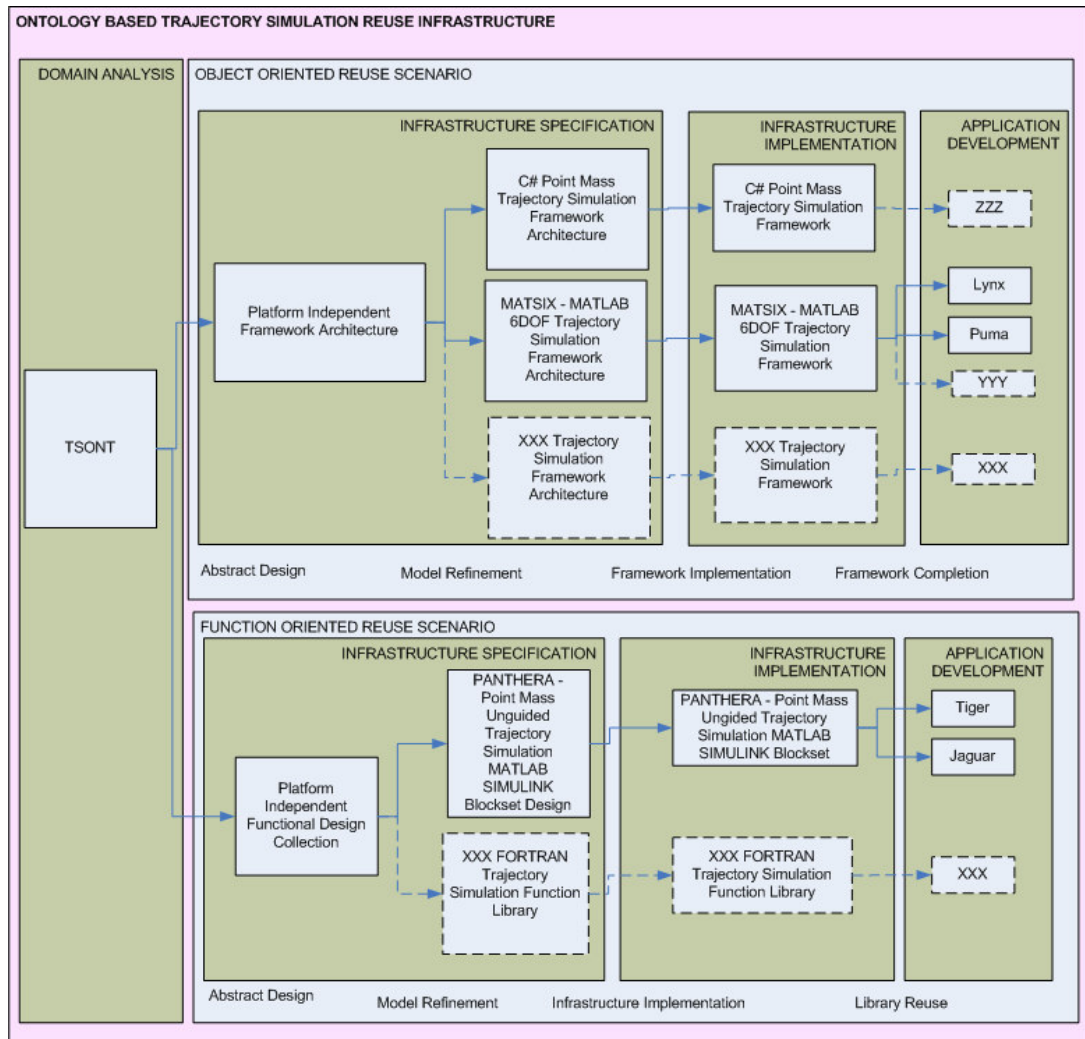 ONTOLOGY BASED TRAJECTORY SIMULATION REUSE INFRASTRUCTURE
DOMAIN ANALYSIS
TSONT
OBJECT ORIENTED REUSE SCENARIO
INFRASTRUCTURE SPECIFICATION
Platform Independent
Framework Architecture
C# Point Mass
Trajectory Simulation
Framework
Architecture
MATSIX - MATLAB
6DOF Trajectory
Simulation
Framework
Architecture
XXX Trajectory
Simulation
Framework
Architecture
INFRASTRUCTURE
IMPLEMENTATION
C# Point Mass
Trajectory Simulation
Framework
MATSIX - MATLAB
6DOF Trajectory
Simulation
Framework
XXX Trajectory
Simulation
Framework
APPLICATION
DEVELOPMENT
ZZZ
Lynx
Puma
YYY
XXX
Abstract Design
Model Refinement
Framework Implementation
Framework Completion
FUNCTION ORIENTED REUSE SCENARIO
INFRASTRUCTURE SPECIFICATION
Platform
Independent
Functional Design
Collection
PANTHERA -
Point Mass
Unguided
Trajectory
Simulation
MATLAB
SIMULINK
Blockset Design
XXX FORTRAN
Trajectory
Simulation Function
Library
INFRASTRUCTURE
IMPLEMENTATION
PANTHERA - Point Mass
Ungided Trajectory
Simulation MATLAB
SIMULINK Blockset
XXX FORTRAN
Trajectory Simulation
Function Library
APPLICATION
DEVELOPMENT
Tiger
Jaguar
XXX
Abstract Design
Model Refinement
Infrastructure Implementation
Library Reuse